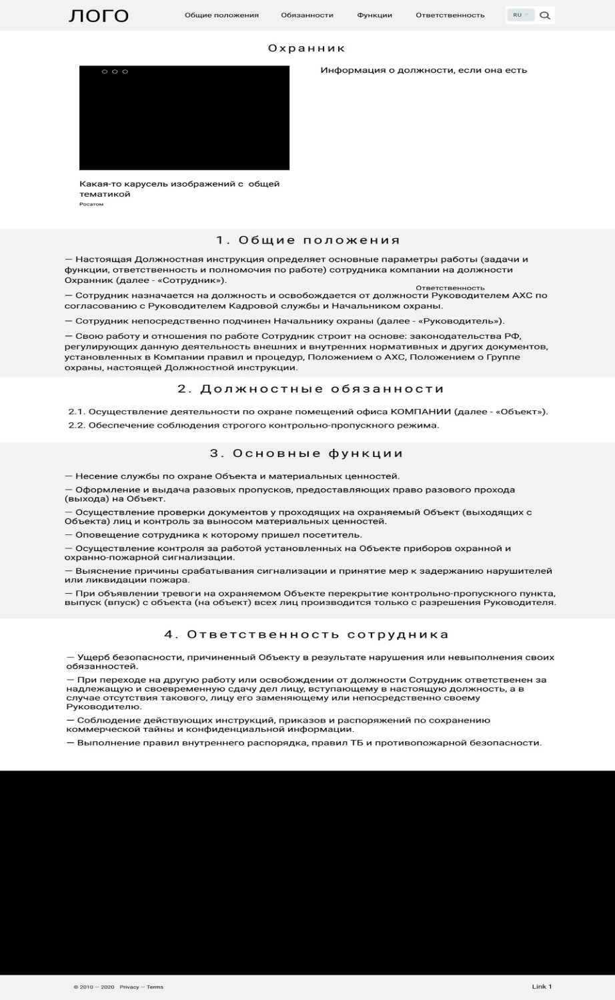 ЛОГО
Общие положения
Обязанности
Функции
Ответственность
RU
Охранник
Информация о должности, если она есть
Какая-то карусель изображений с общей
тематикой
Росатом
1. Общие положения
— Настоящая Должностная инструкция определяет основные параметры работы (задачи и
функции, ответственность и полномочия по работе) сотрудника компании на должности
Охранник (далее - «Сотрудник»).
Ответственность
— Сотрудник назначается на должность и освобождается от должности Руководителем АХС по
согласованию с Руководителем Кадровой службы и Начальником охраны.
— Сотрудник непосредственно подчинен Начальнику охраны (далее - «Руководитель»).
— Свою работу и отношения по работе Сотрудник строит на основе: законодательства РФ,
регулирующих данную деятельность внешних и внутренних нормативных и других документов,
установленных в Компании правил и процедур, Положением о АХС, Положением о Группе
охраны, настоящей Должностной инструкции.
2. Должностные обязанности
2.1. Осуществление деятельности по охране помещений офиса КОМПАНИИ (далее - «Объект»).
2.2. Обеспечение соблюдения строгого контрольно-пропускного режима.
3. Основные функции
— Несение службы по охране Объекта и материальных ценностей.
— Оформление и выдача разовых пропусков, предоставляющих право разового прохода
(выхода) на Объект.
— Осуществление проверки документов у проходящих на охраняемый Объект (выходящих с
Объекта) лиц и контроль за выносом материальных ценностей.
— Оповещение сотрудника к которому пришел посетитель.
— Осуществление контроля за работой установленных на Объекте приборов охранной и
охранно-пожарной сигнализации.
— Выяснение причины срабатывания сигнализации и принятие мер к задержанию нарушителей
или ликвидации пожара.
— При объявлении тревоги на охраняемом Объекте перекрытие контрольно-пропускного пункта,
выпуск (впуск) с объекта (на объект) всех лиц производится только с разрешения Руководителя.
4. Ответственность сотрудника
— Ущерб безопасности, причиненный Объекту в результате нарушения или невыполнения своих
обязанностей.
— При переходе на другую работу или освобождении от должности Сотрудник ответственен за
надлежащую и своевременную сдачу дел лицу, вступающему в настоящую должность, а в
случае отсутствия такового, лицу его заменяющему или непосредственно своему
Руководителю.
— Соблюдение действующих инструкций, приказов и распоряжений по сохранению
коммерческой тайны и конфиденциальной информации.
— Выполнение правил внутреннего распорядка, правил ТБ и противопожарной безопасности.
© 2010 — 2020 Privacy — Terms
Link 1